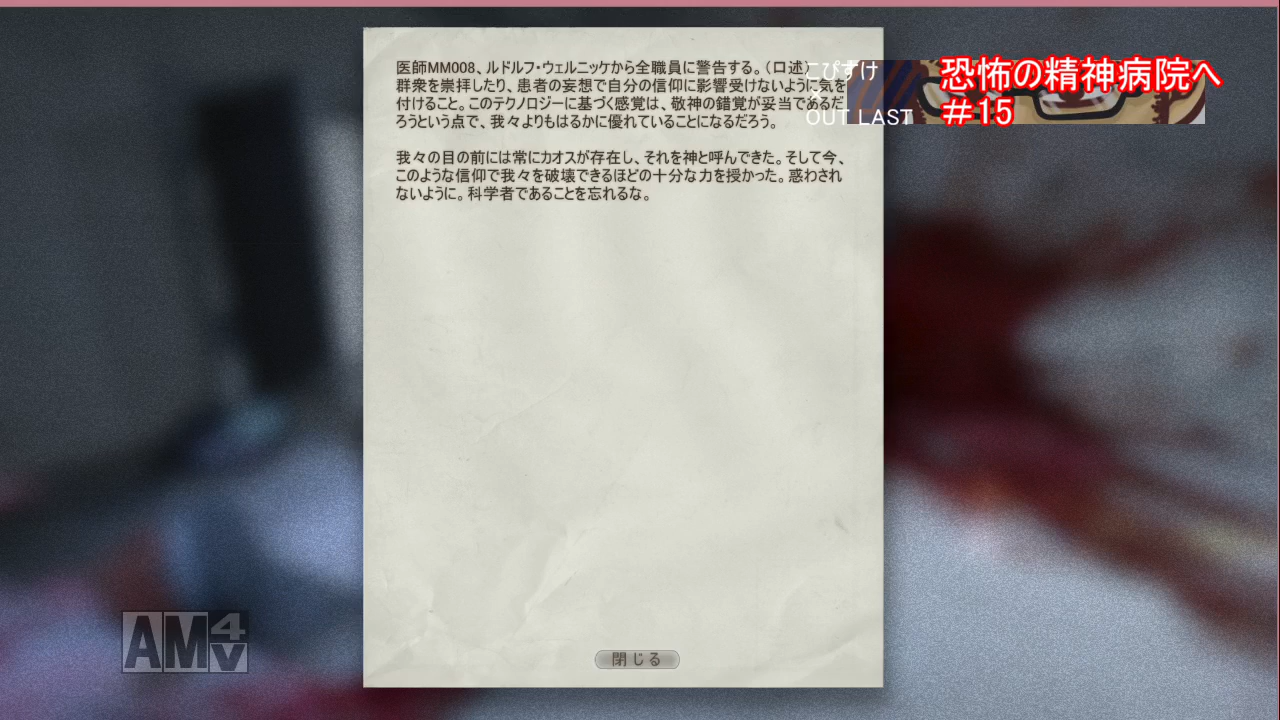 医師MM008、ルドルフ・ウェルニッケから全職員に警告する。（口述）
群衆を崇拝したり、患者の妄想で自分の信仰に影響受けないように気を
付けること。このテクノロジーに基づく感覚は、敬神の錯覚が妥当であるだ
ろうという点で、我々よりもはるかに優れていることになるだろう。
我々の目の前には常にカオスが存在し、それを神と呼んできた。そして今、
このような信仰で我々を破壊できるほどの十分な力を授かった。惑わされ
ないように。科学者であることを忘れるな。
閉じる
こぴすけ
OUT LAST
恐怖の精神病院へ
＃15
AM4V